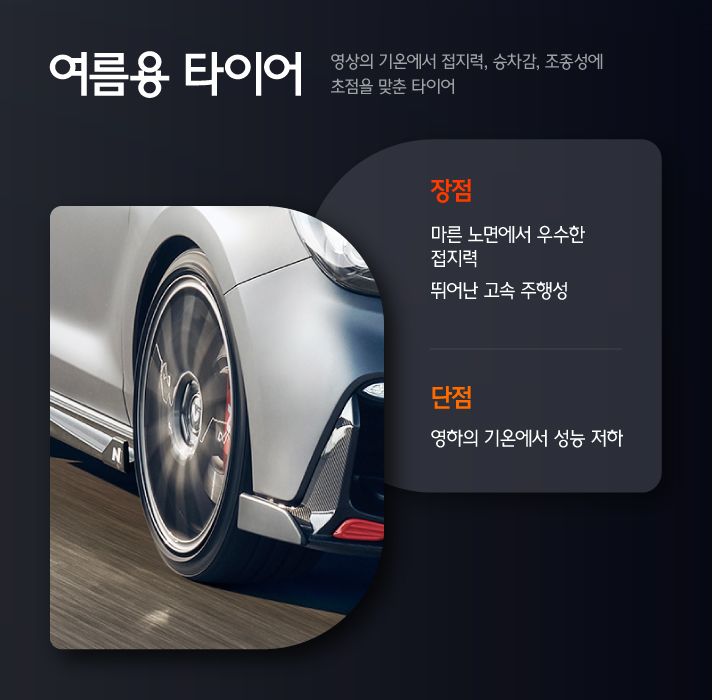 여름용 타이어
영상의 기온에서 접지력, 승차감, 조종성에
초점을 맞춘 타이어
장점
마른 노면에서 우수한
접지력
뛰어난 고속 주행성
단점
영하의 기온에서 성능 저하
N